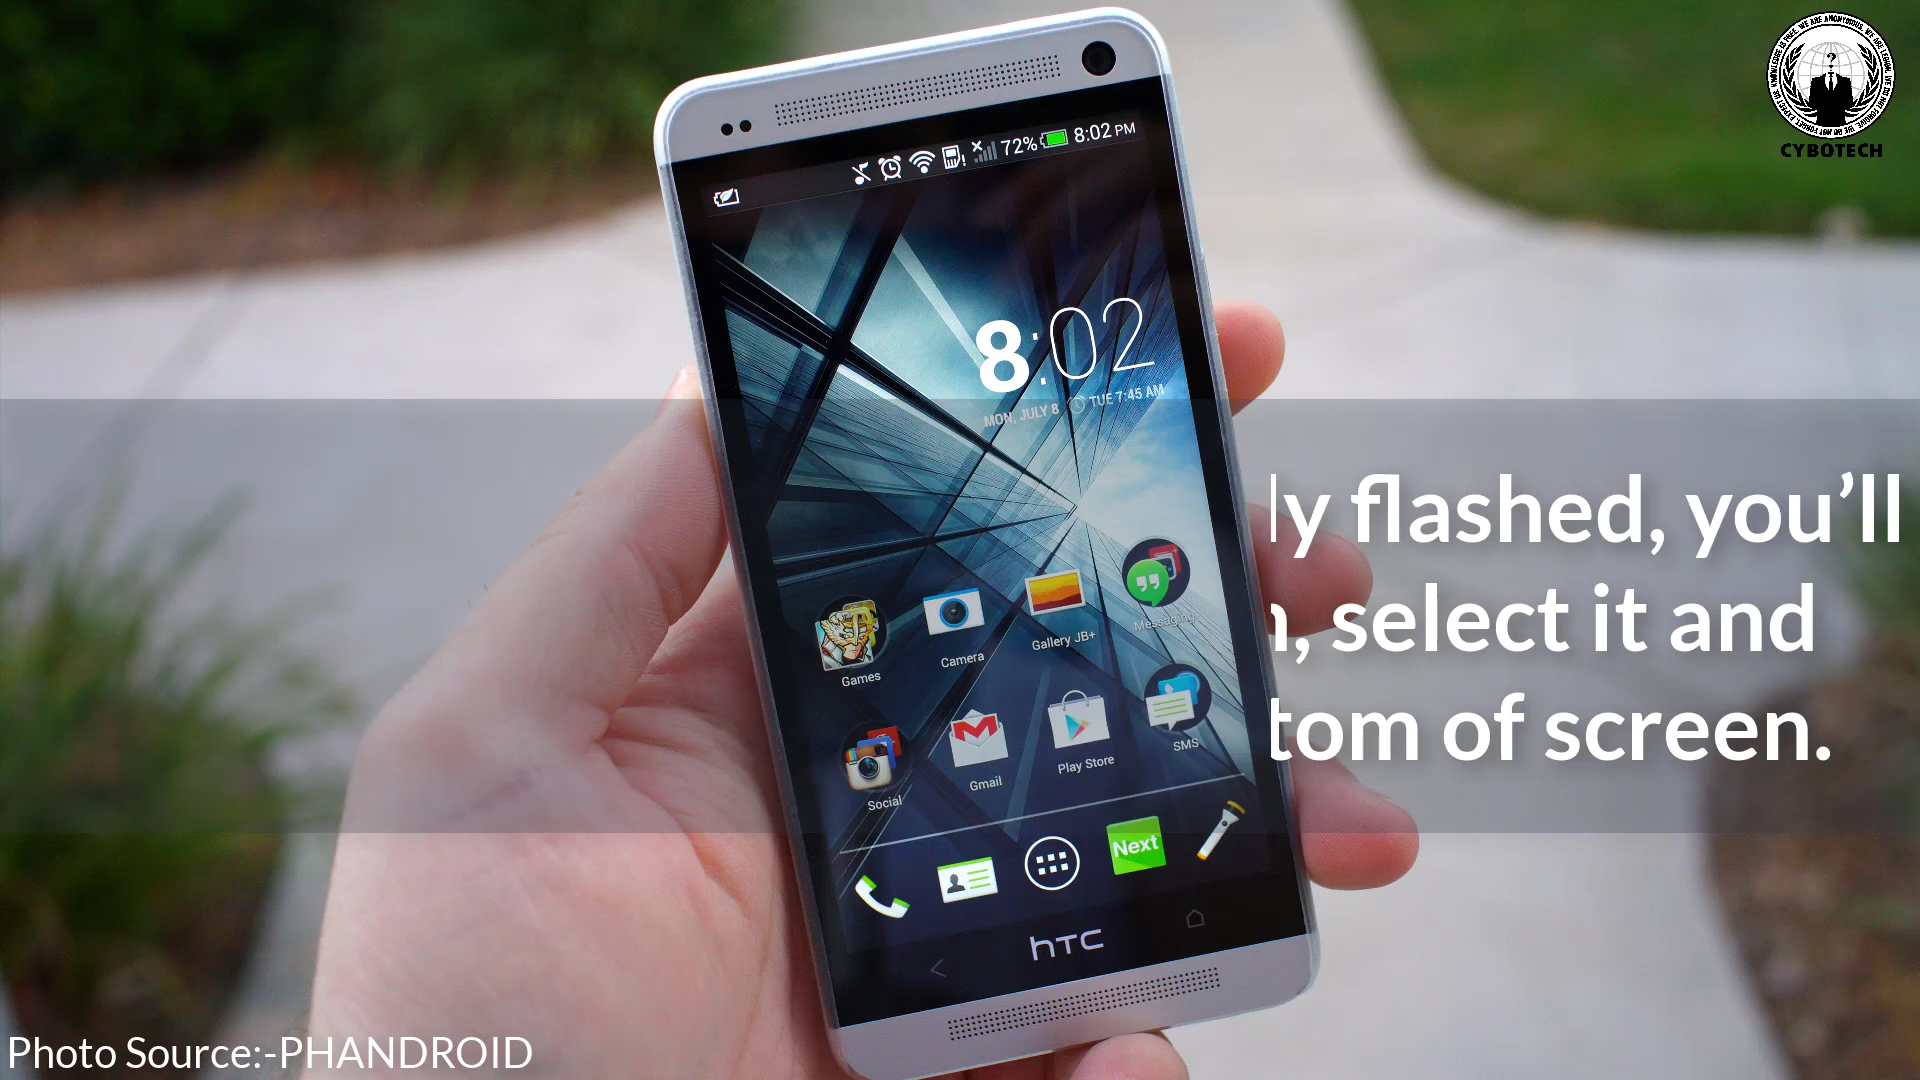 CYBOTECH
72% 8:02 PM
8:02
MON, JULY 8 TUE 7:45 AM
Messaging
Gallery JB+
Camera
Games
SMS
Play Store
Gmail
Social
Next
hTC
ly flashed, you’ll
, select it and
tom of screen.
Photo Source:-PHANDROID